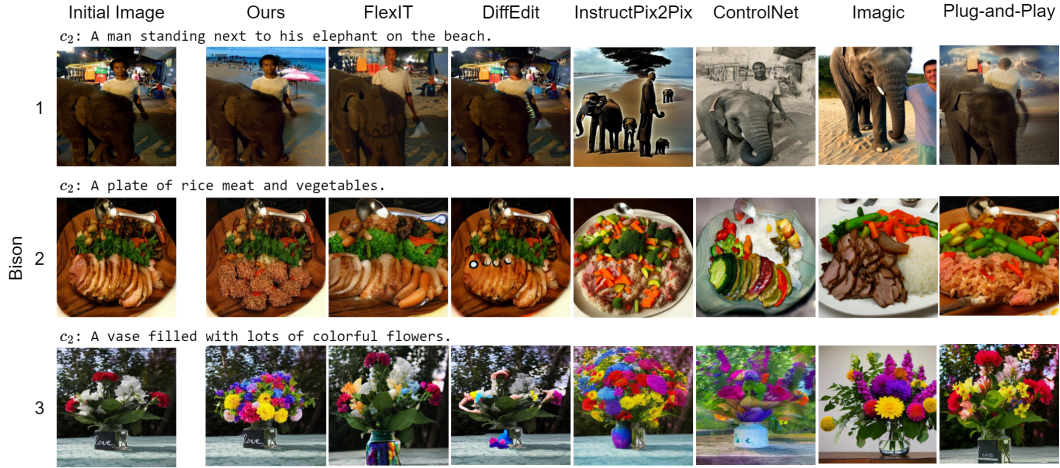 Initial Image Ours FlexIT DiffEdit InstructPix2Pix ControlNet Imagic Plug-and-Play
c₂: A man standing next to his elephant on the beach.
1
c₂: A plate of rice meat and vegetables.
Bison
2
c₂: A vase filled with lots of colorful flowers.
3
Love
Love